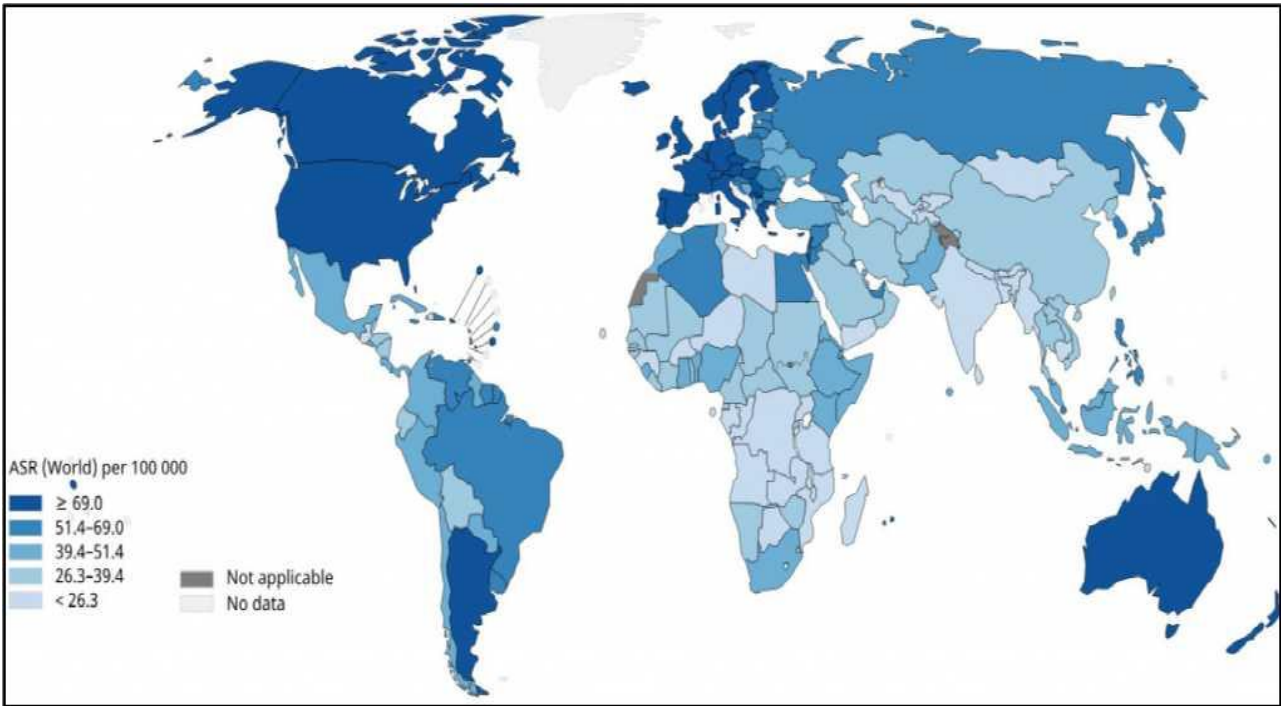 ASR (World) per 100 000
≥ 69.0
51.4–69.0
39.4–51.4
26.3–39.4
< 26.3
Not applicable
No data